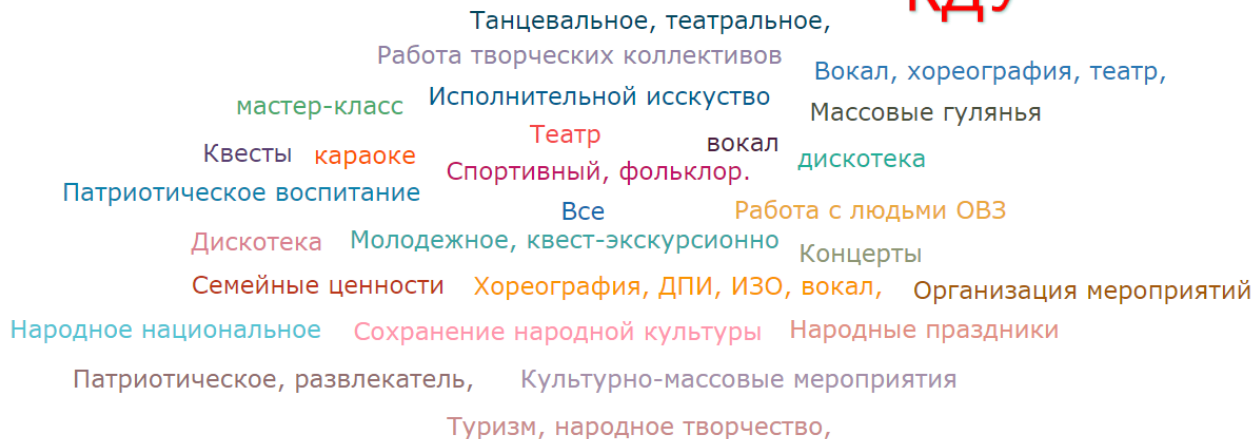 КДУ
Танцевальное, театральное,
Работа творческих коллективов
Вокал, хореография, театр,
мастер-класс
Исполнительной исскуство
Массовые гулянья
Театр
вокал
Квесты
караоке
Спортивный, фольклор.
дискотека
Патриотическое воспитание
Все
Работа с людьми ОВЗ
Дискотека
Молодежное, квест-экскурсионно
Концерты
Семейные ценности
Хореография, ДПИ, ИЗО, вокал,
Организация мероприятий
Народное национальное
Сохранение народной культуры
Народные праздники
Патриотическое, развлекатель,
Культурно-массовые мероприятия
Туризм, народное творчество,